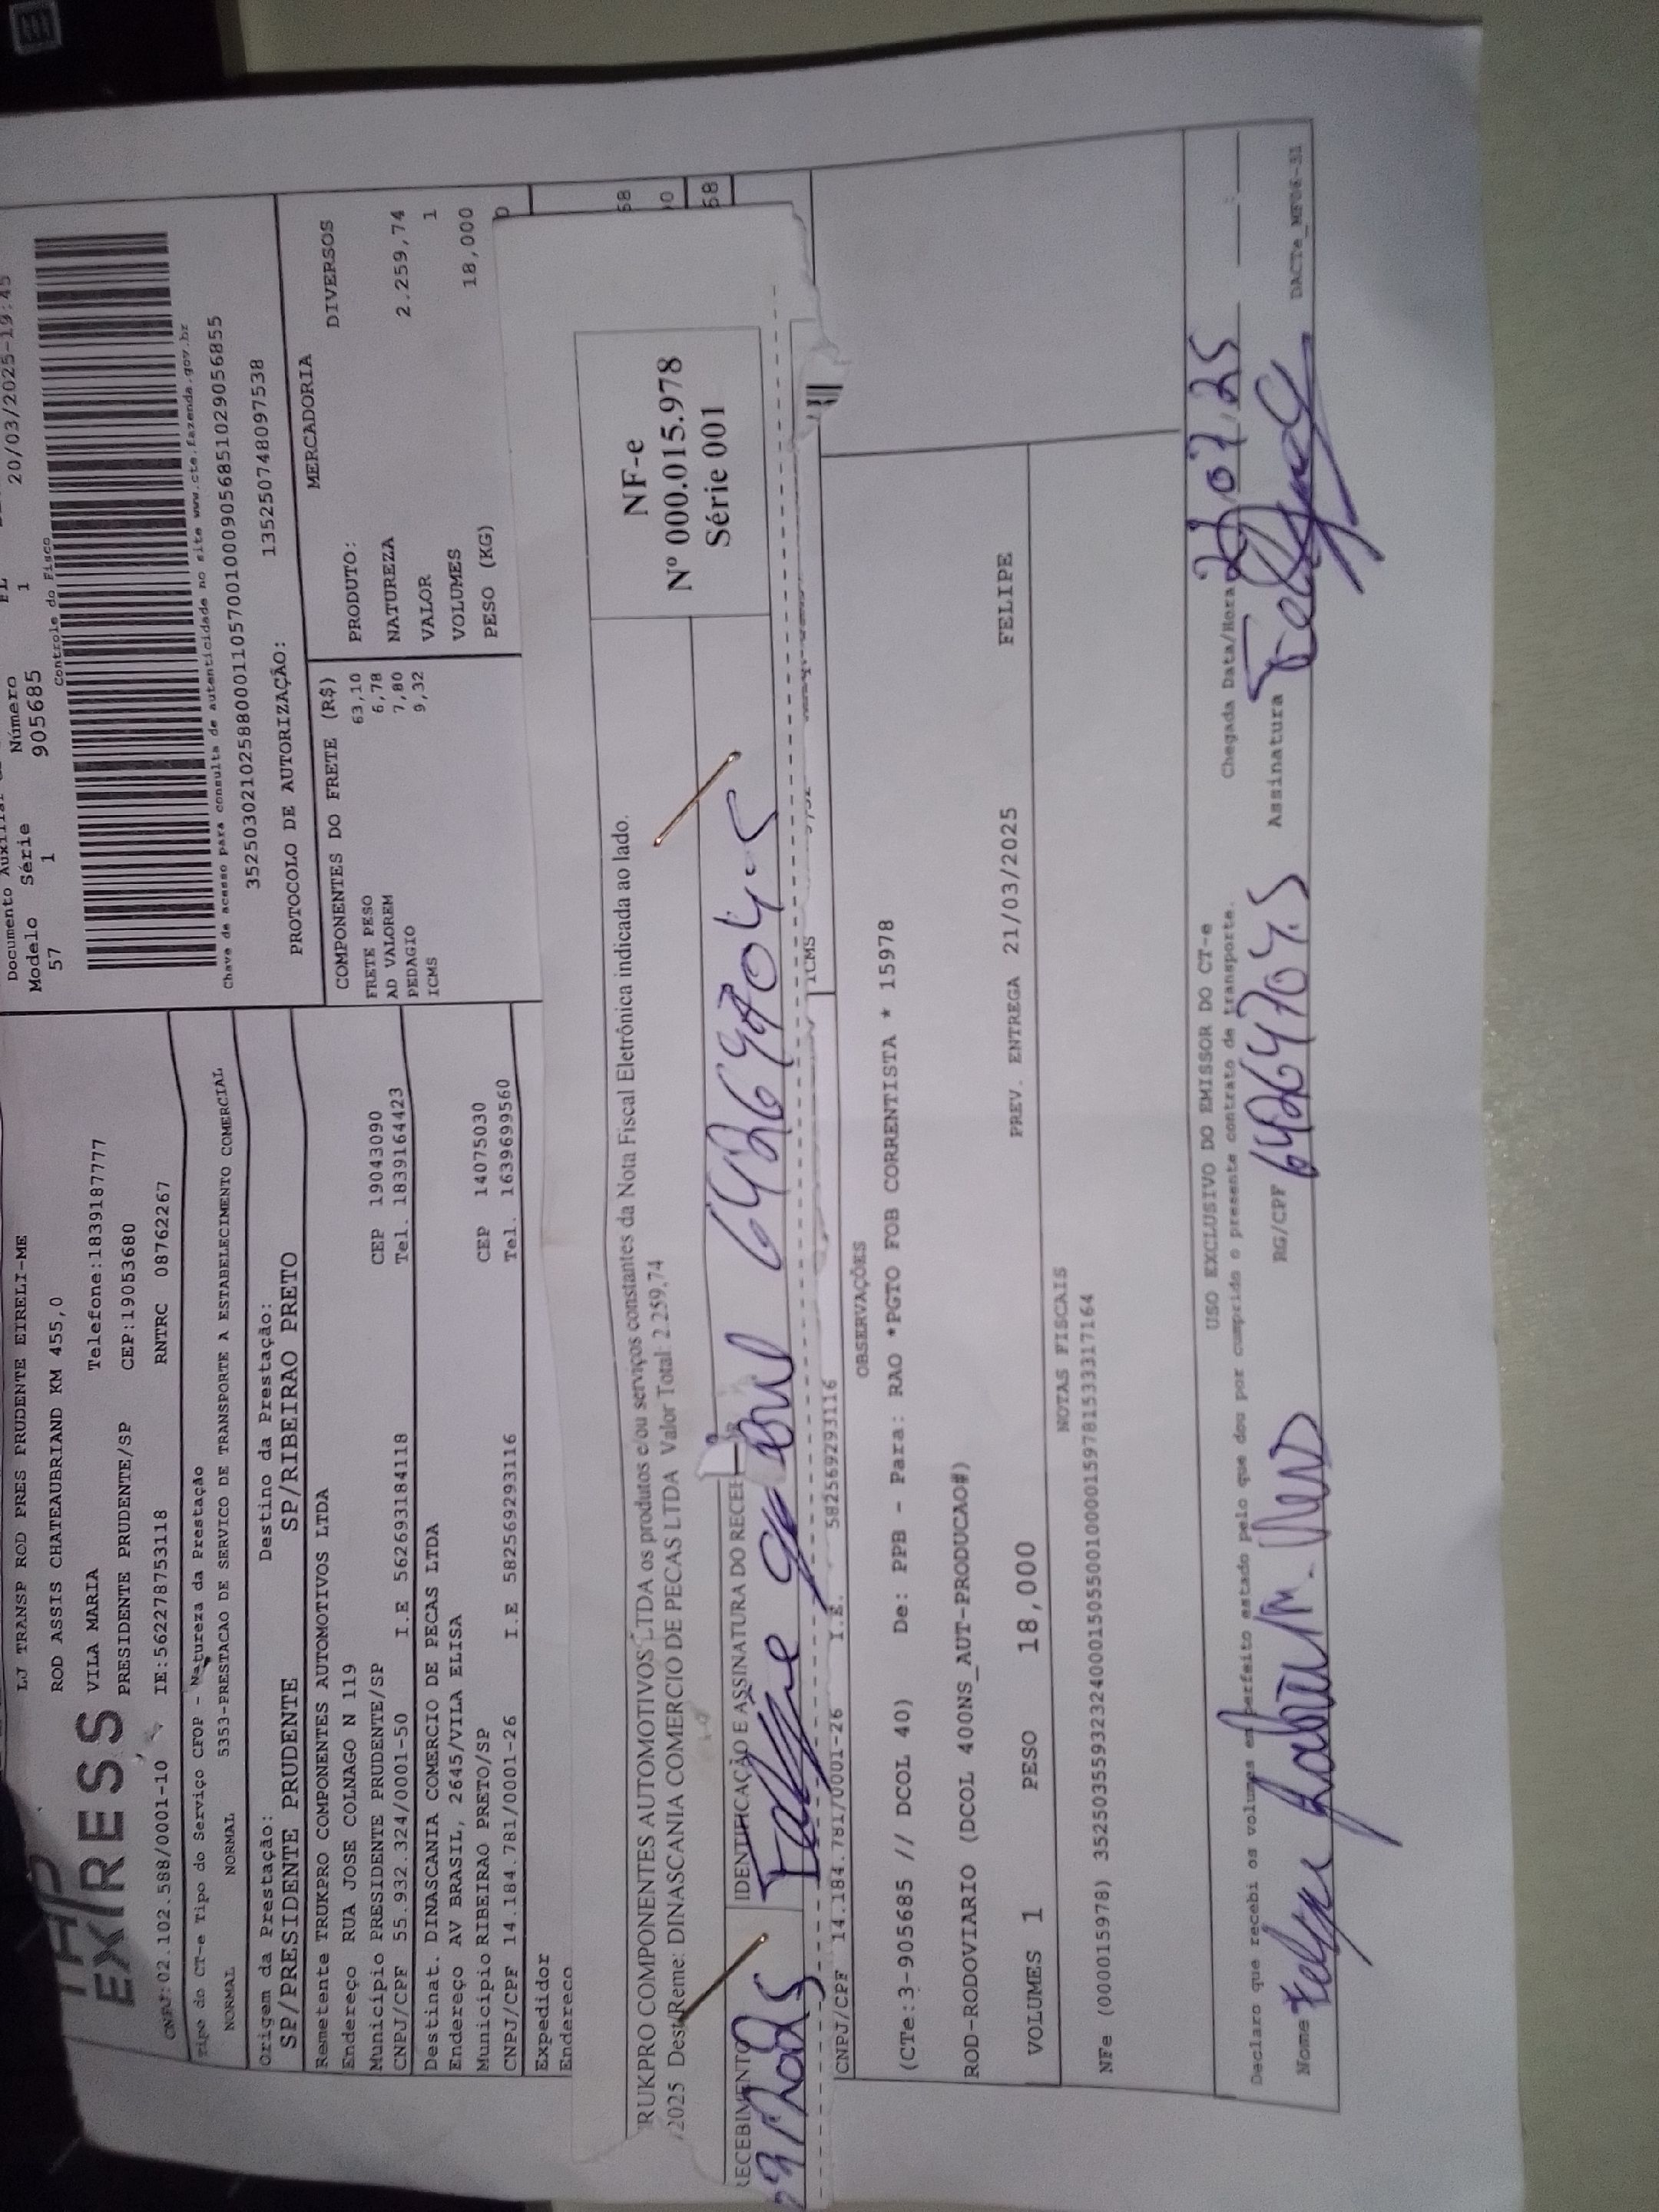 LJ TRANSP ROD PRES PRUDENTE EIRELI-ME
ROD ASSIS CHATEAUBRIAND KM 455,0
VILA MARIA Telefone:1839187777
EXPRESS
PRESIDENTE PRUDENTE/SP CEP:19053680
CNPJ:02.102.588/0001-10 IE:562278753118 RNTRC 08762267
Documento Auxiliar
Modelo Série Número FL
57 1 905685 1 20/03/2025-19:45
Controle do Fisco
Chave de acesso para consulta de autenticidade no site www.cte.fazenda.gov.br
35250302102588000110570010009056851029056855
PROTOCOLO DE AUTORIZAÇÃO: 135250748097538
Tipo do CT-e Tipo do Serviço CFOP - Natureza da Prestação
NORMAL NORMAL 5353-PRESTACAO DE SERVICO DE TRANSPORTE A ESTABELECIMENTO COMERCIAL
Origem da Prestação: Destino da Prestação:
SP/PRESIDENTE PRUDENTE SP/RIBEIRAO PRETO
Remetente TRUKPRO COMPONENTES AUTOMOTIVOS LTDA
Endereço RUA JOSE COLNAGO N 119
Município PRESIDENTE PRUDENTE/SP CEP 19043090
CNPJ/CPF 55.932.324/0001-50 I.E 562693184118 Tel. 1839164423
Destinat. DINASCANIA COMERCIO DE PECAS LTDA
Endereço AV BRASIL, 2645/VILA ELISA
Município RIBEIRAO PRETO/SP CEP 14075030
CNPJ/CPF 14.184.781/0001-26 I.E 582569293116 Tel. 1639699560
Expedidor
Endereço
COMPONENTES DO FRETE (R$)
FRETE PESO 63,10
AD VALOREM 6,78
PEDAGIO 7,80
ICMS 9,32
MERCADORIA
PRODUTO: DIVERSOS
NATUREZA 2.259,74
VALOR 1
VOLUMES 18,000
PESO (KG)
RUKPRO COMPONENTES AUTOMOTIVOS LTDA os produtos e/ou serviços constantes da Nota Fiscal Eletrônica indicada ao lado.
/2025 Dest/Reme: DINASCANIA COMERCIO DE PECAS LTDA Valor Total: 2.259,74
NF-e
Nº 000.015.978
Série 001
RECEBIMENTO IDENTIFICAÇÃO E ASSINATURA DO RECEB
CNPJ/CPF 14.184.781/0001-26 I.E. 582569293116 ICMS
OBSERVAÇÕES
(CTe:3-905685 // DCOL 40) De: PPB - Para: RAO *PGTO FOB CORRENTISTA * 15978
ROD-RODOVIARIO (DCOL 400NS_AUT-PRODUCAO#)
VOLUMES 1 PESO 18,000 PREV. ENTREGA 21/03/2025 FELIPE
NOTAS FISCAIS
NFe (000015978) 35250355932324000150550010000159781533317164
USO EXCLUSIVO DO EMISSOR DO CT-e
Declaro que recebi os volumes em perfeito estado pelo que dou por cumprido o presente contrato de transporte.
Chegada Data/Hora
Nome RG/CPF Assinatura
DACTe_MF06-31